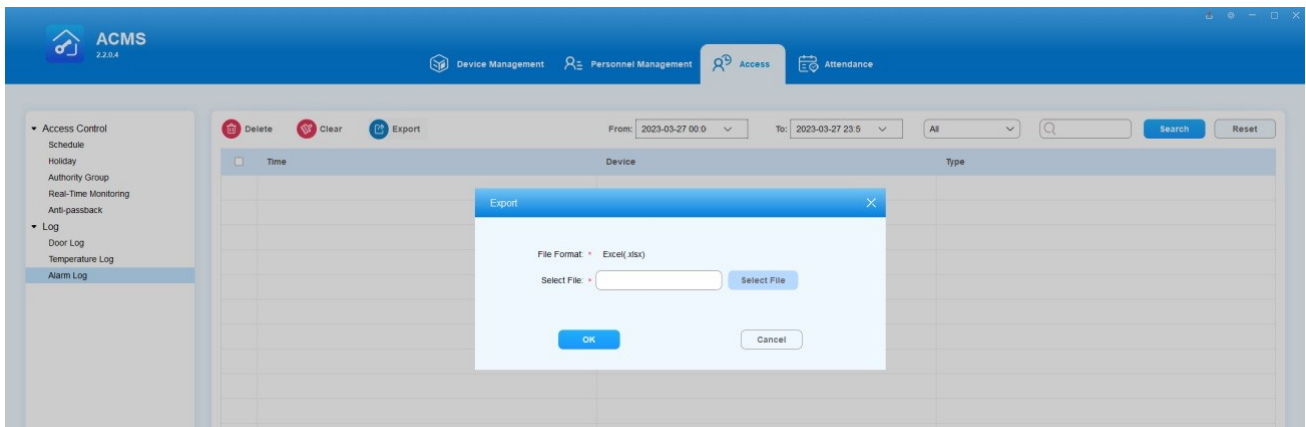 ACMS
2.2.0.4
Device Management
Personnel Management
Access
Attendance
Access Control
Schedule
Holiday
Authority Group
Real-Time Monitoring
Anti-passback
Log
Door Log
Temperature Log
Alarm Log
Delete Clear Export From: 2023-03-27 00:0 To: 2023-03-27 23:5 All Search Reset
Time Device Type
Export
File Format: * Excel(.xlsx)
Select File: * Select File
OK Cancel